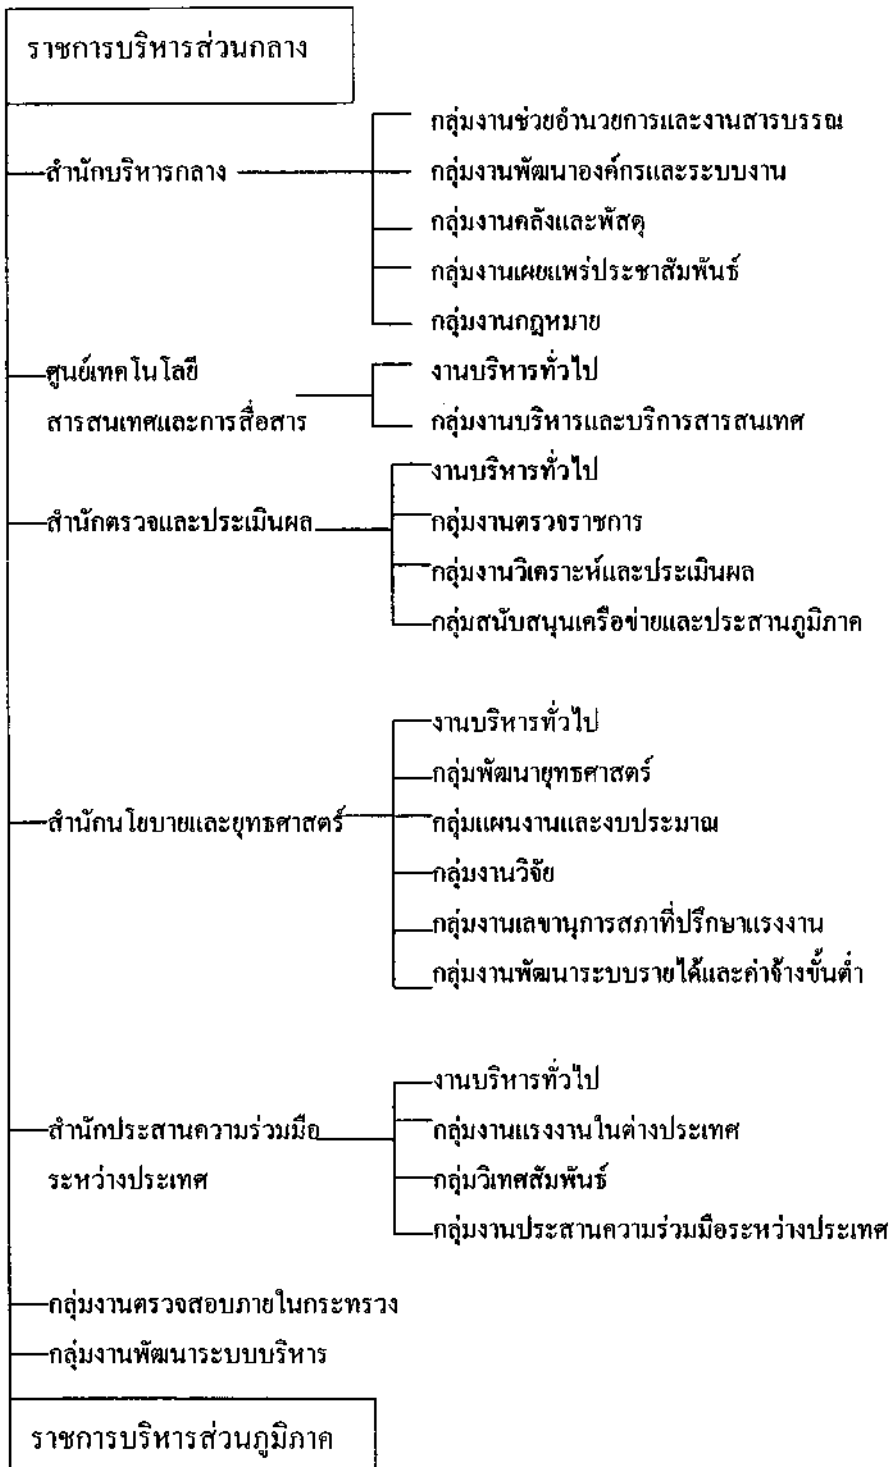 ราชการบริหารส่วนกลาง
สำนักบริหารกลาง
กลุ่มงานช่วยอำนวยการและงานสารบรรณ
กลุ่มงานพัฒนาองค์กรและระบบงาน
กลุ่มงานคลังและพัสดุ
กลุ่มงานเผยแพร่ประชาสัมพันธ์
กลุ่มงานกฎหมาย
ศูนย์เทคโนโลยี
สารสนเทศและการสื่อสาร
งานบริหารทั่วไป
กลุ่มงานบริหารและบริการสารสนเทศ
สำนักตรวจและประเมินผล
งานบริหารทั่วไป
กลุ่มงานตรวจราชการ
กลุ่มงานวิเคราะห์และประเมินผล
กลุ่มสนับสนุนเครือข่ายและประสานภูมิภาค
สำนักนโยบายและยุทธศาสตร์
งานบริหารทั่วไป
กลุ่มพัฒนายุทธศาสตร์
กลุ่มแผนงานและงบประมาณ
กลุ่มงานวิจัย
กลุ่มงานเลขานุการสภาที่ปรึกษาแรงงาน
กลุ่มงานพัฒนาระบบรายได้และค่าจ้างขั้นต่ำ
สำนักประสานความร่วมมือ
ระหว่างประเทศ
งานบริหารทั่วไป
กลุ่มงานแรงงานในต่างประเทศ
กลุ่มวิเทศสัมพันธ์
กลุ่มงานประสานความร่วมมือระหว่างประเทศ
กลุ่มงานตรวจสอบภายในกระทรวง
กลุ่มงานพัฒนาระบบบริหาร
ราชการบริหารส่วนภูมิภาค